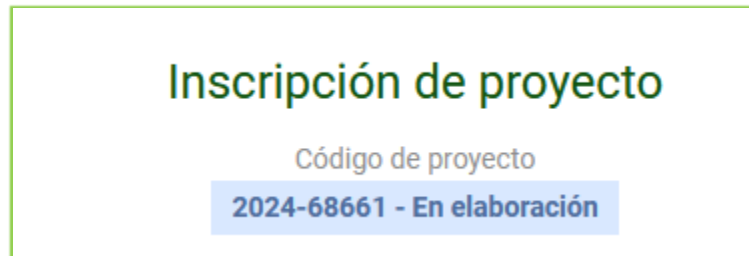 Inscripción de proyecto
Código de proyecto
2024-68661 - En elaboración